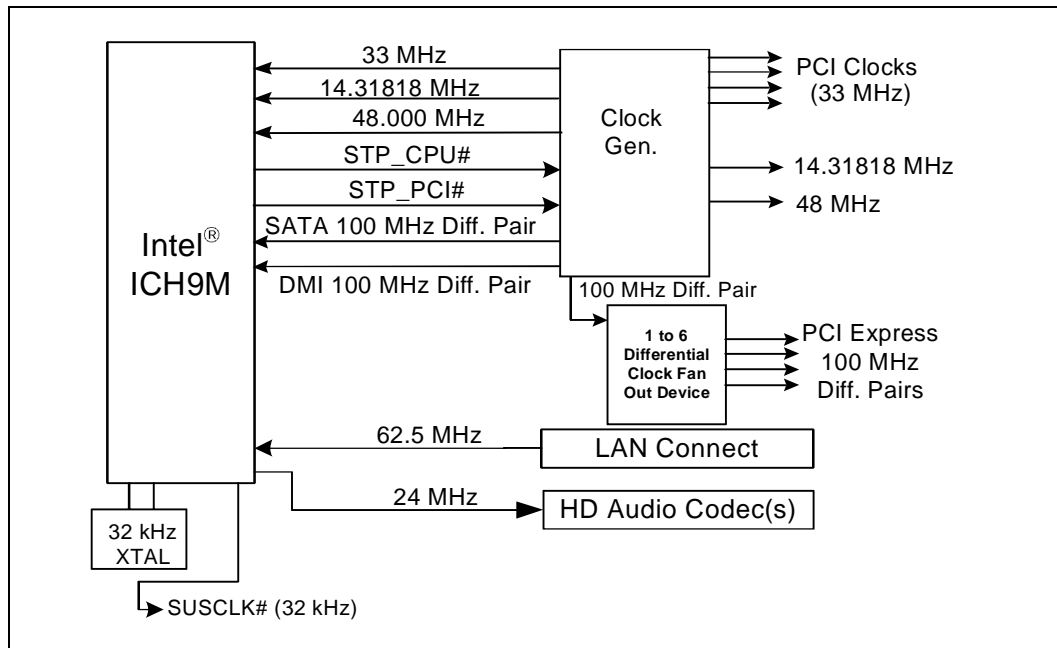 Intel® ICH9M
33 MHz
14.31818 MHz
48.000 MHz
STP_CPU#
STP_PCI#
SATA 100 MHz Diff. Pair
DMI 100 MHz Diff. Pair
Clock
Gen.
PCI Clocks
(33 MHz)
14.31818 MHz
48 MHz
100 MHz Diff. Pair
1 to 6
Differential
Clock Fan
Out Device
PCI Express
100 MHz
Diff. Pairs
62.5 MHz
LAN Connect
24 MHz
HD Audio Codec(s)
32 kHz
XTAL
SUSCLK# (32 kHz)